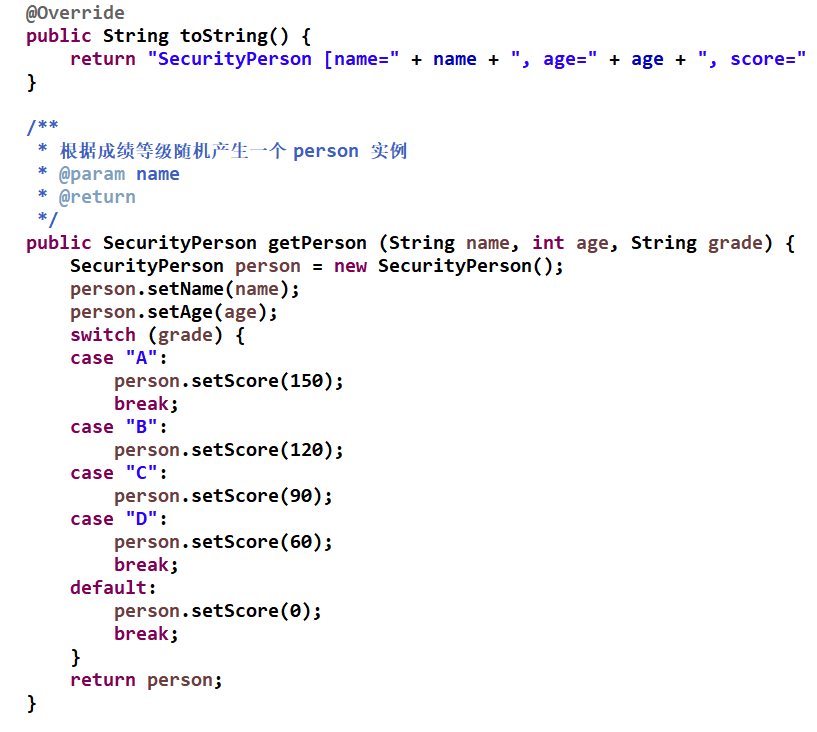 @Override
public String toString() {
    return "SecurityPerson [name=" + name + ", age=" + age + ", score="
}
/**
 * 根据成绩等级随机产生一个 person 实例
 * @param name
 * @return
 */
public SecurityPerson getPerson (String name, int age, String grade) {
    SecurityPerson person = new SecurityPerson();
    person.setName(name);
    person.setAge(age);
    switch (grade) {
    case "A":
        person.setScore(150);
        break;
    case "B":
        person.setScore(120);
    case "C":
        person.setScore(90);
    case "D":
        person.setScore(60);
        break;
    default:
        person.setScore(0);
        break;
    }
    return person;
}